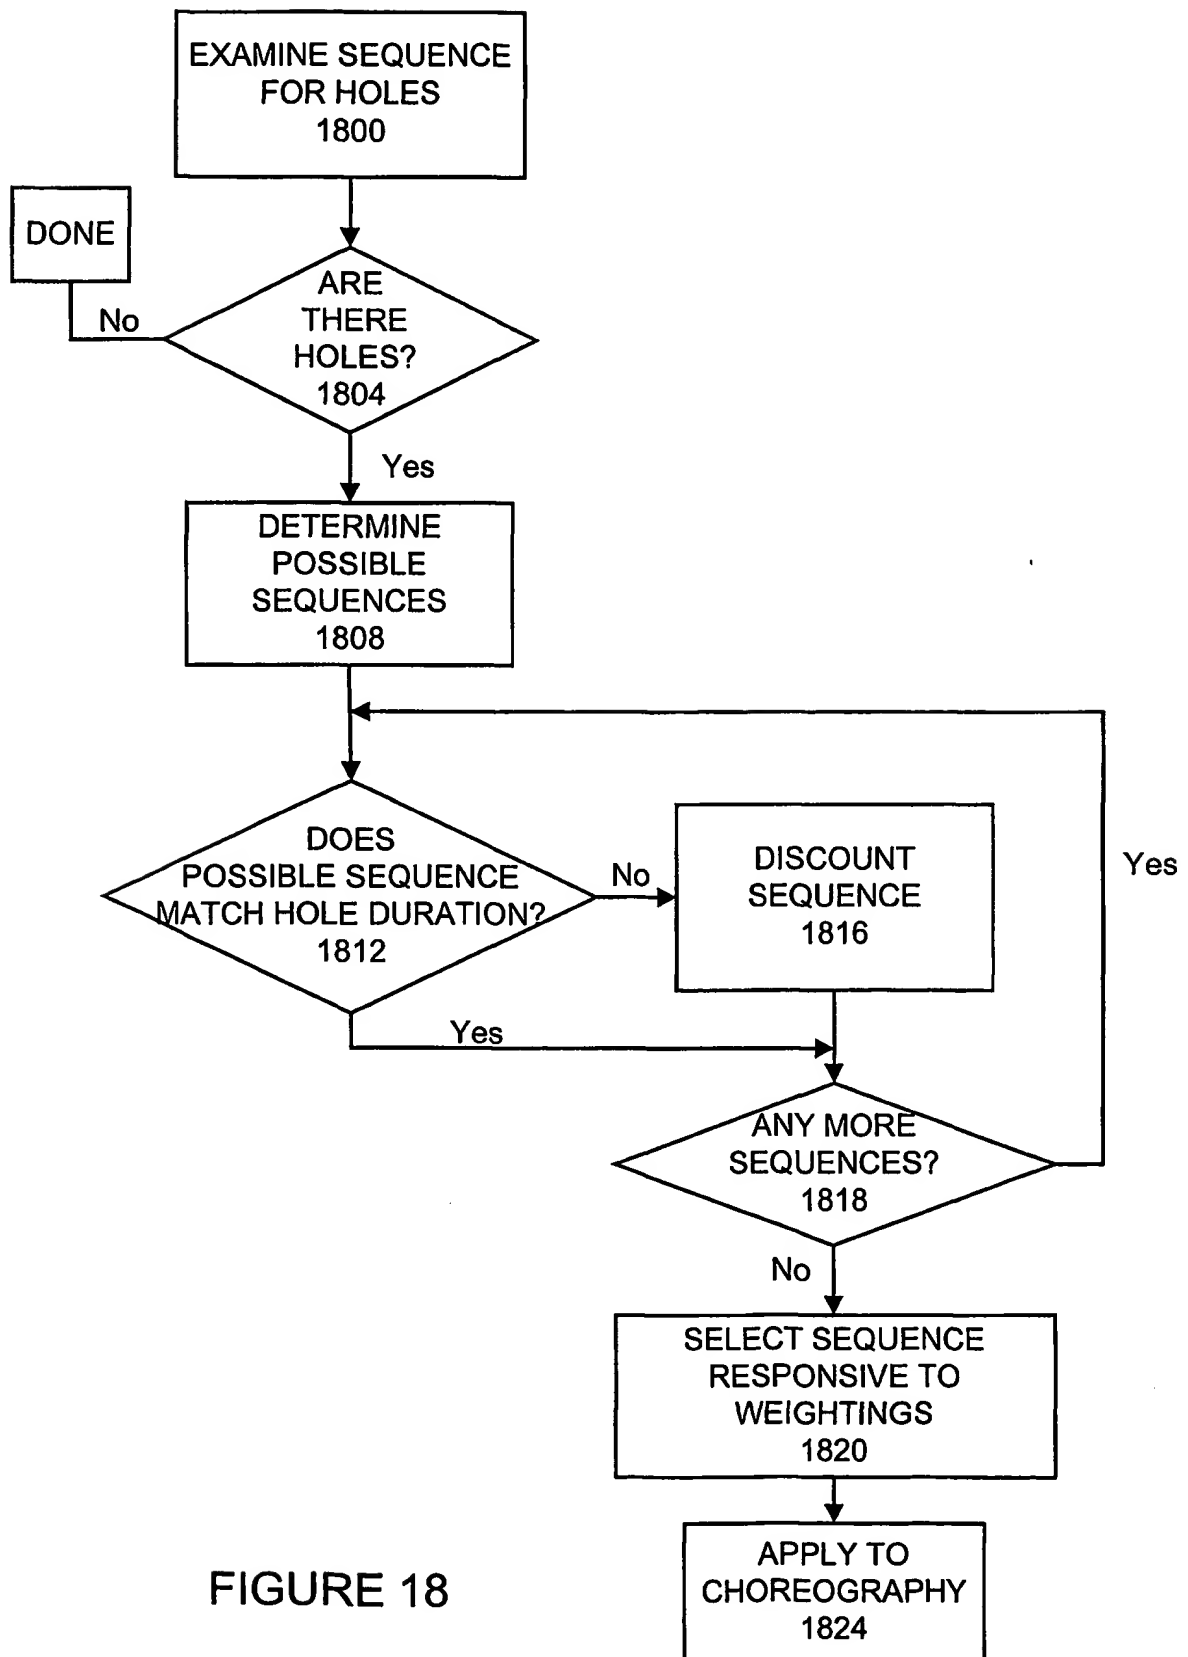 EXAMINE SEQUENCE
FOR HOLES
1800
DONE
No
ARE
THERE
HOLES?
1804
Yes
DETERMINE
POSSIBLE
SEQUENCES
1808
DOES
POSSIBLE SEQUENCE
MATCH HOLE DURATION?
1812
No
DISCOUNT
SEQUENCE
1816
Yes
Yes
ANY MORE
SEQUENCES?
1818
No
SELECT SEQUENCE
RESPONSIVE TO
WEIGHTINGS
1820
APPLY TO
CHOREOGRAPHY
1824
FIGURE 18